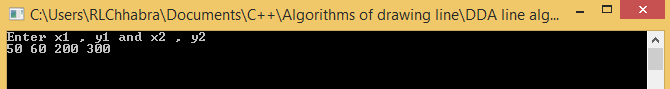 C:\Users\RLChhabra\Documents\C++\Algorithms of drawing line\DDA line alg...
Enter x1 , y1 and x2 , y2
50 60 200 300